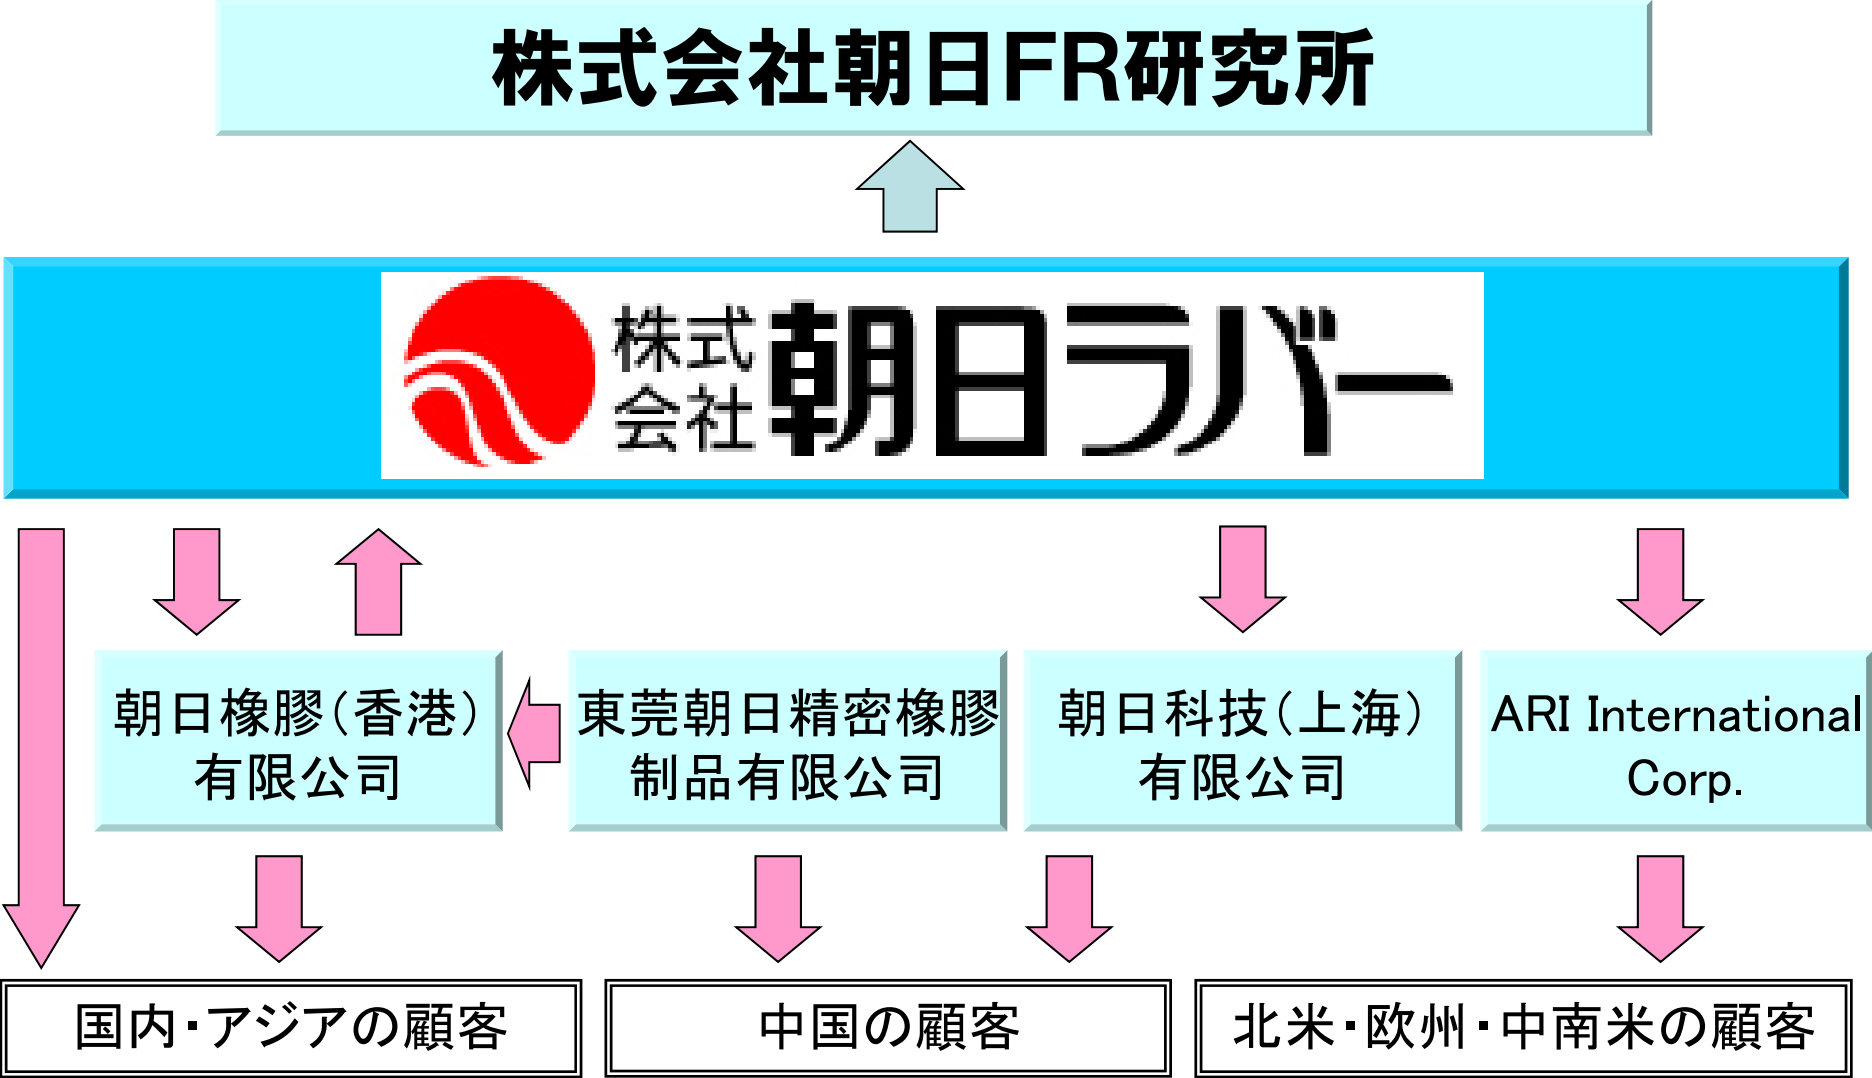 株式会社朝日FR研究所
株式
会社
朝日ラバー
朝日橡膠（香港）
有限公司
東莞朝日精密橡膠
制品有限公司
朝日科技（上海）
有限公司
ARI International
Corp.
国内・アジアの顧客
中国の顧客
北米・欧州・中南米の顧客